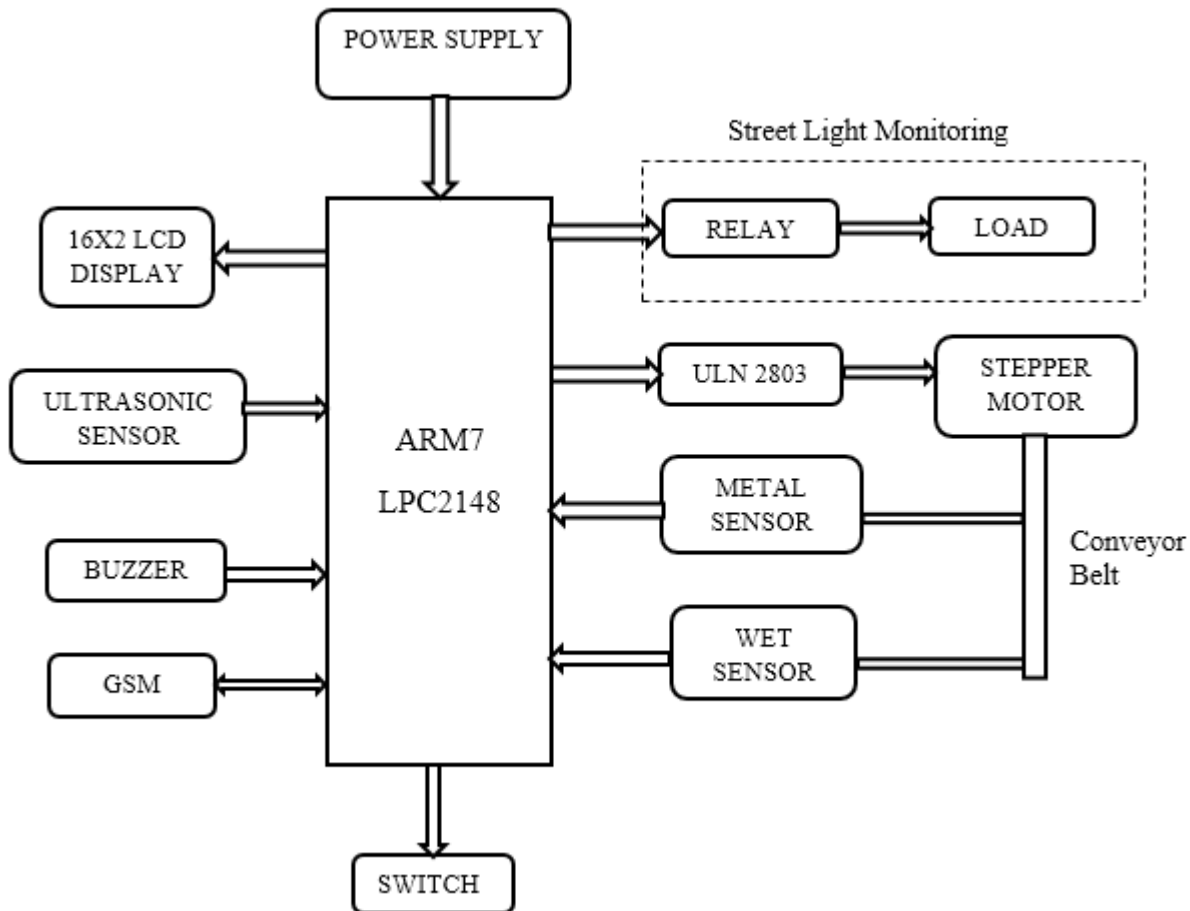 POWER SUPPLY
Street Light Monitoring
16X2 LCD
DISPLAY
RELAY
LOAD
ULTRASONIC
SENSOR
ARM7
LPC2148
ULN 2803
STEPPER
MOTOR
METAL
SENSOR
Conveyor
Belt
BUZZER
WET
SENSOR
GSM
SWITCH